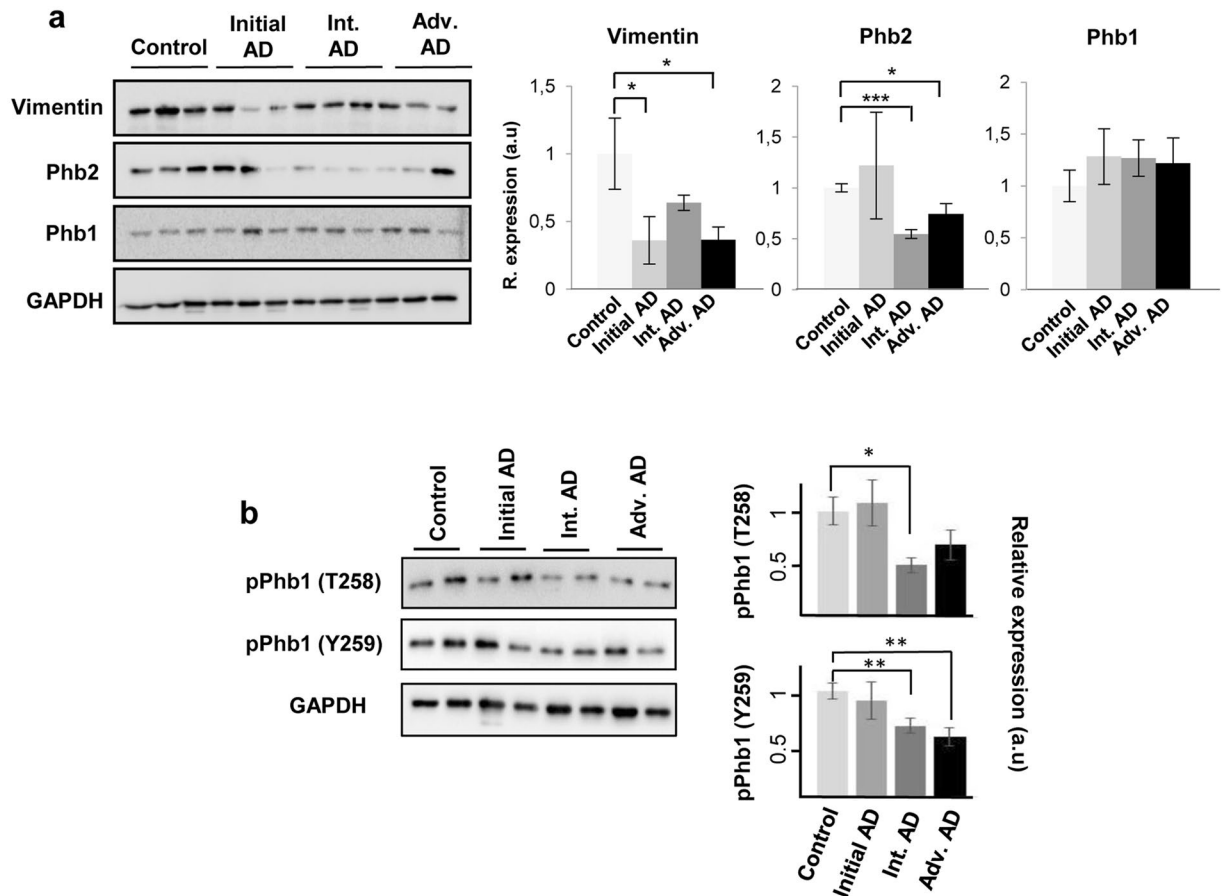 a
Control
Initial
AD
Int.
AD
Adv.
AD
Vimentin
Phb2
Phb1
GAPDH
Vimentin
R. expression (a.u)
1,5
1
0,5
0
*
*
Control
Initial AD
Int. AD
Adv. AD
Phb2
2
1,5
1
0,5
0
***
*
Control
Initial AD
Int. AD
Adv. AD
Phb1
2
1,5
1
0,5
0
Control
Initial AD
Int. AD
Adv. AD
b
Control
Initial AD
Int. AD
Adv. AD
pPhb1 (T258)
pPhb1 (Y259)
GAPDH
pPhb1 (T258)
1
0.5
*
pPhb1 (Y259)
1
0.5
**
**
Control
Initial AD
Int. AD
Adv. AD
Relative expression (a.u)